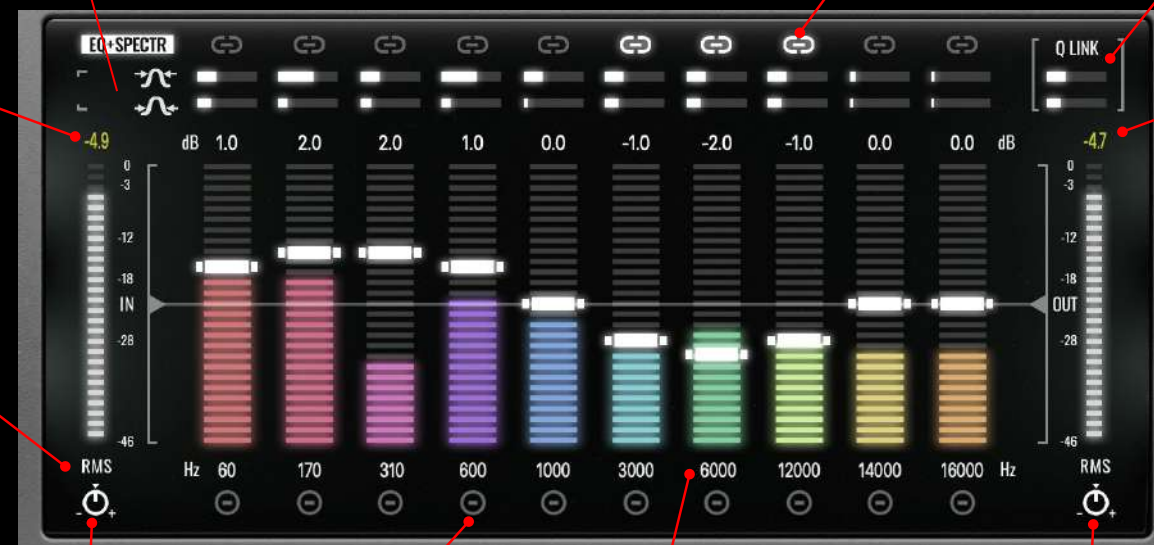 EQ+SPECTR
Q LINK
-4.9 dB 1.0 2.0 2.0 1.0 0.0 -1.0 -2.0 -1.0 0.0 0.0 dB -4.7
0 0
-3 -3
-12 -12
-18 -18
IN OUT
-28 -28
-46 -46
RMS Hz 60 170 310 600 1000 3000 6000 12000 14000 16000 Hz RMS
- + - +